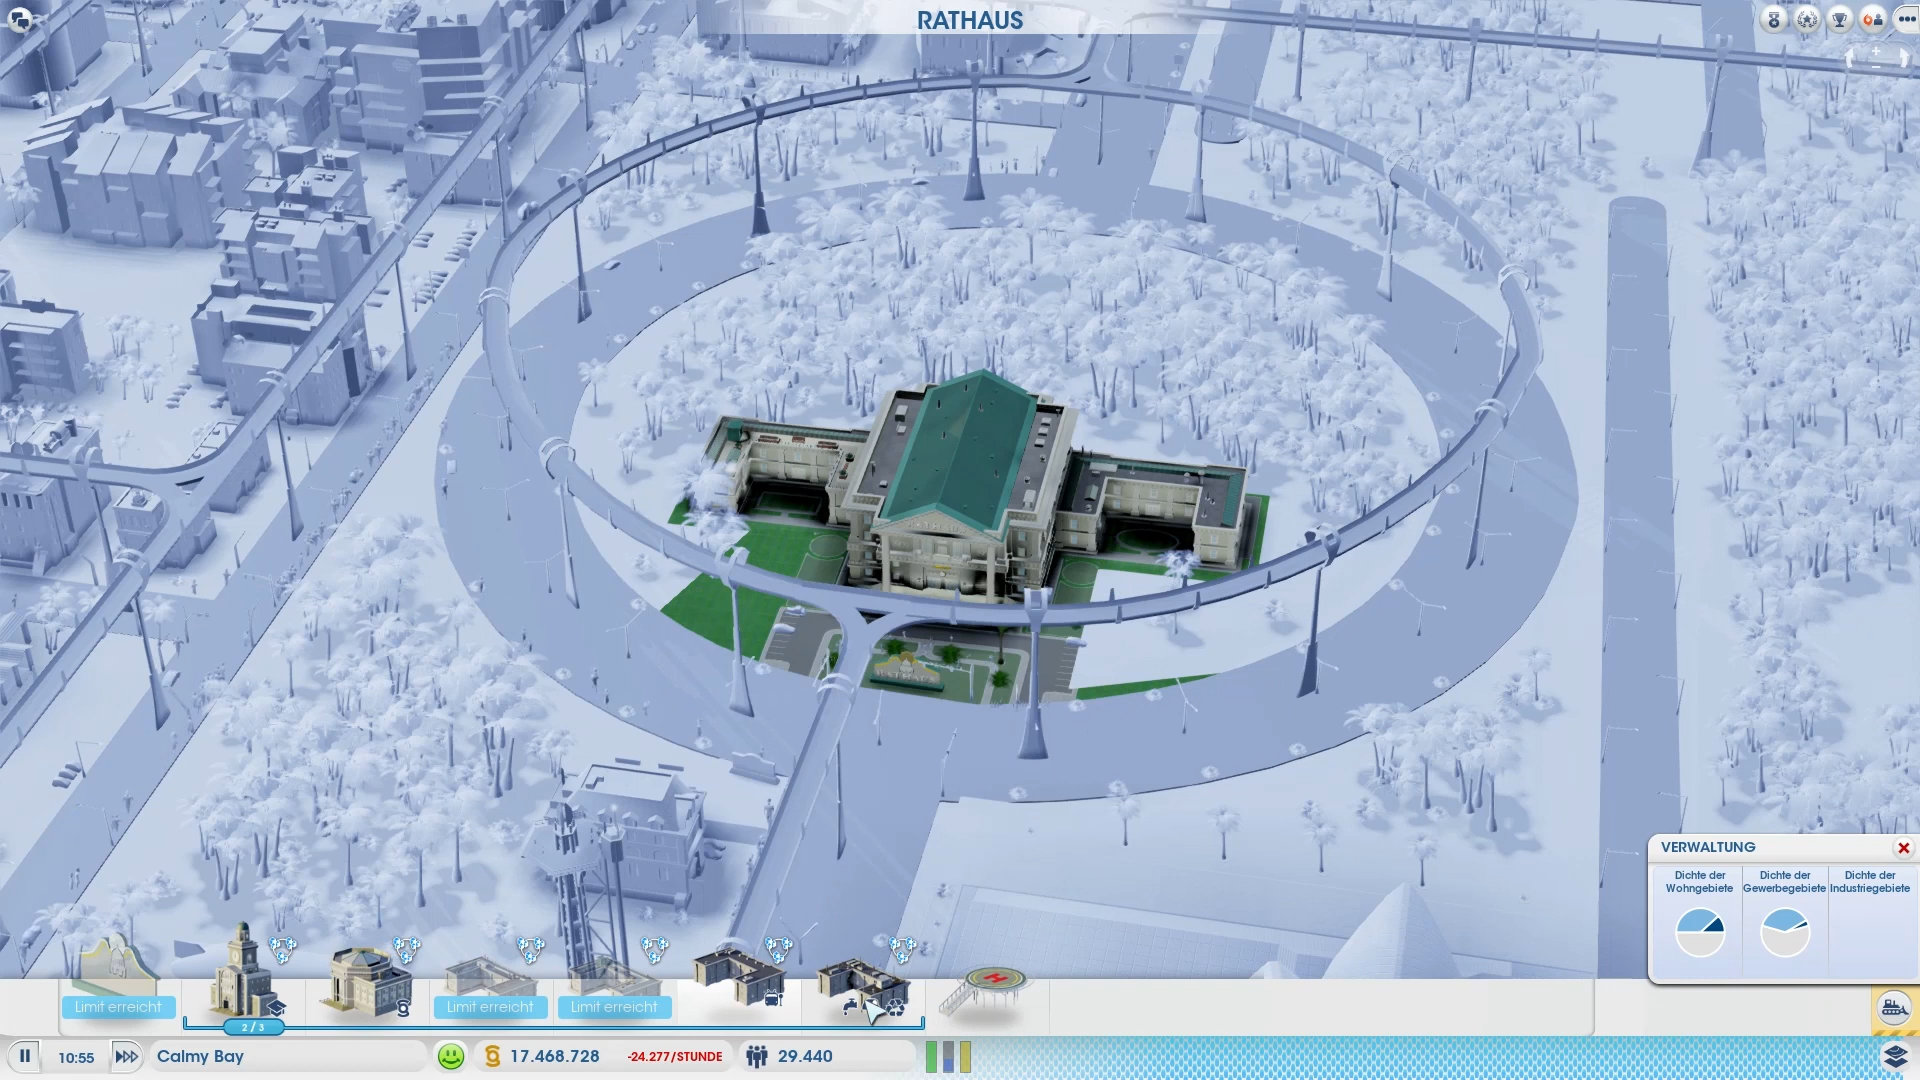 RATHAUS
RATHAUS
VERWALTUNG
Dichte der
Wohngebiete
Dichte der
Gewerbegebiete
Dichte der
Industriegebiete
H
Limit erreicht
Limit erreicht
Limit erreicht
2 / 3
10:55
Calmy Bay
17.468.728
-24.277/STUNDE
29.440